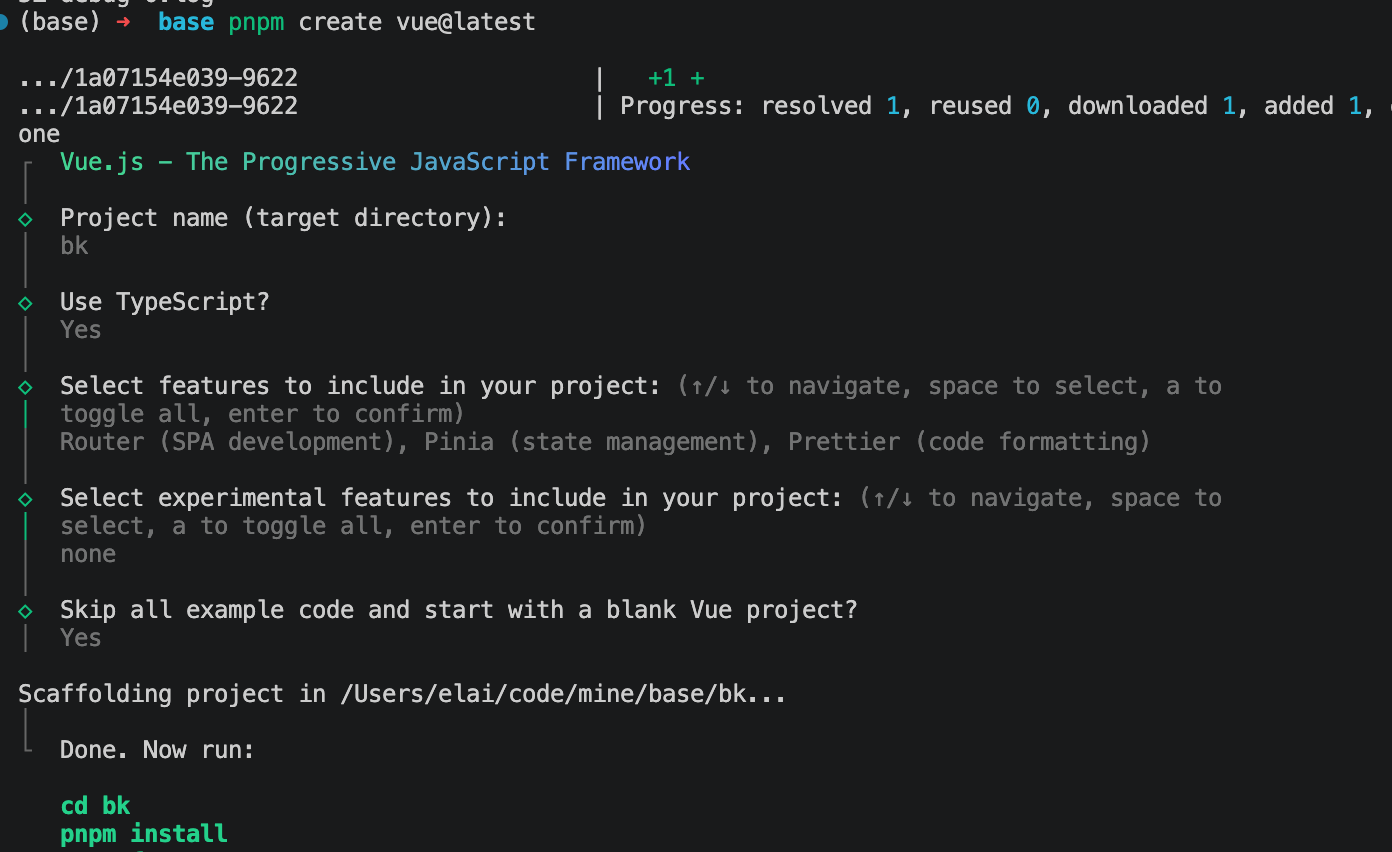 (base) ➜ base pnpm create vue@latest
.../1a07154e039-9622 | +1 +
.../1a07154e039-9622 | Progress: resolved 1, reused 0, downloaded 1, added 1,
one
Vue.js - The Progressive JavaScript Framework
Project name (target directory):
bk
Use TypeScript?
Yes
Select features to include in your project: (↑/↓ to navigate, space to select, a to
toggle all, enter to confirm)
Router (SPA development), Pinia (state management), Prettier (code formatting)
Select experimental features to include in your project: (↑/↓ to navigate, space to
select, a to toggle all, enter to confirm)
none
Skip all example code and start with a blank Vue project?
Yes
Scaffolding project in /Users/elai/code/mine/base/bk...
Done. Now run:
cd bk
pnpm install